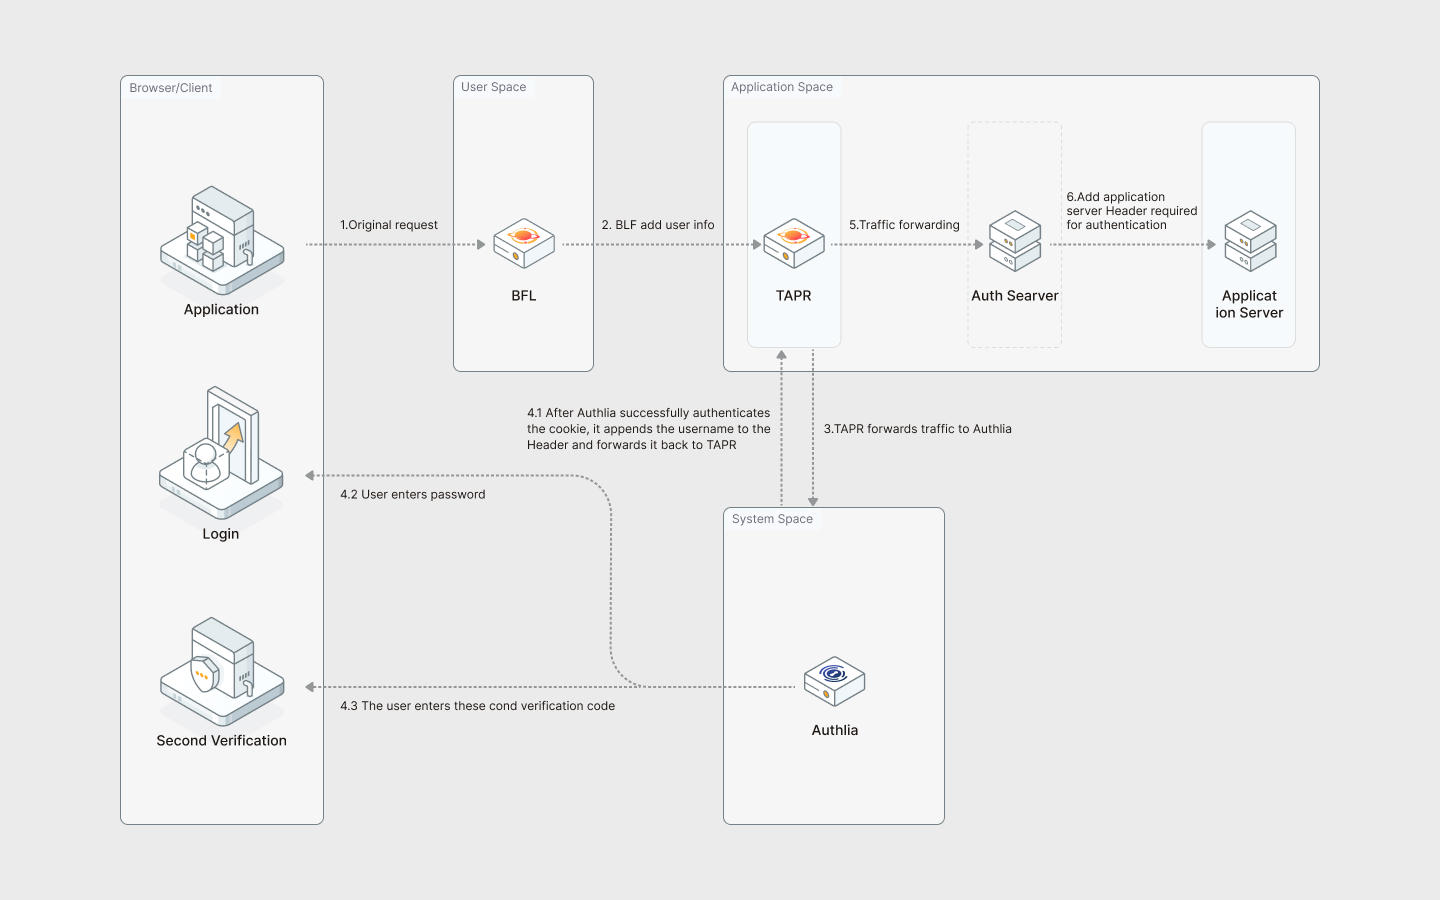 Browser/Client
User Space
Application Space
1.Original request
2. BLF add user info
5.Traffic forwarding
6.Add application
server Header required
for authentication
Application
BFL
TAPR
Auth Searver
Applicat
ion Server
4.1 After Authlia successfully authenticates
the cookie, it appends the username to the
Header and forwards it back to TAPR
3.TAPR forwards traffic to Authlia
4.2 User enters password
Login
System Space
4.3 The user enters these cond verification code
Second Verification
Authlia